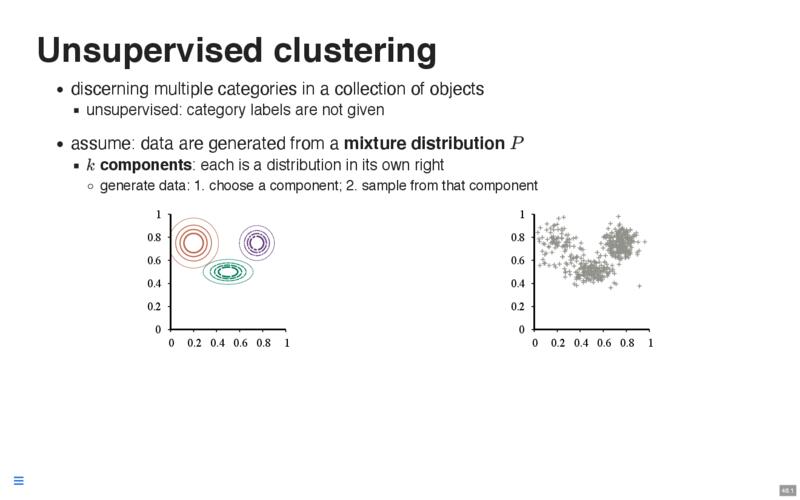 Unsupervised clustering
• discerning multiple categories in a collection of objects
▪ unsupervised: category labels are not given
• assume: data are generated from a mixture distribution P
▪ k components: each is a distribution in its own right
○ generate data: 1. choose a component; 2. sample from that component
1
0.8
0.6
0.4
0.2
0
0 0.2 0.4 0.6 0.8 1
1
0.8
0.6
0.4
0.2
0
0 0.2 0.4 0.6 0.8 1